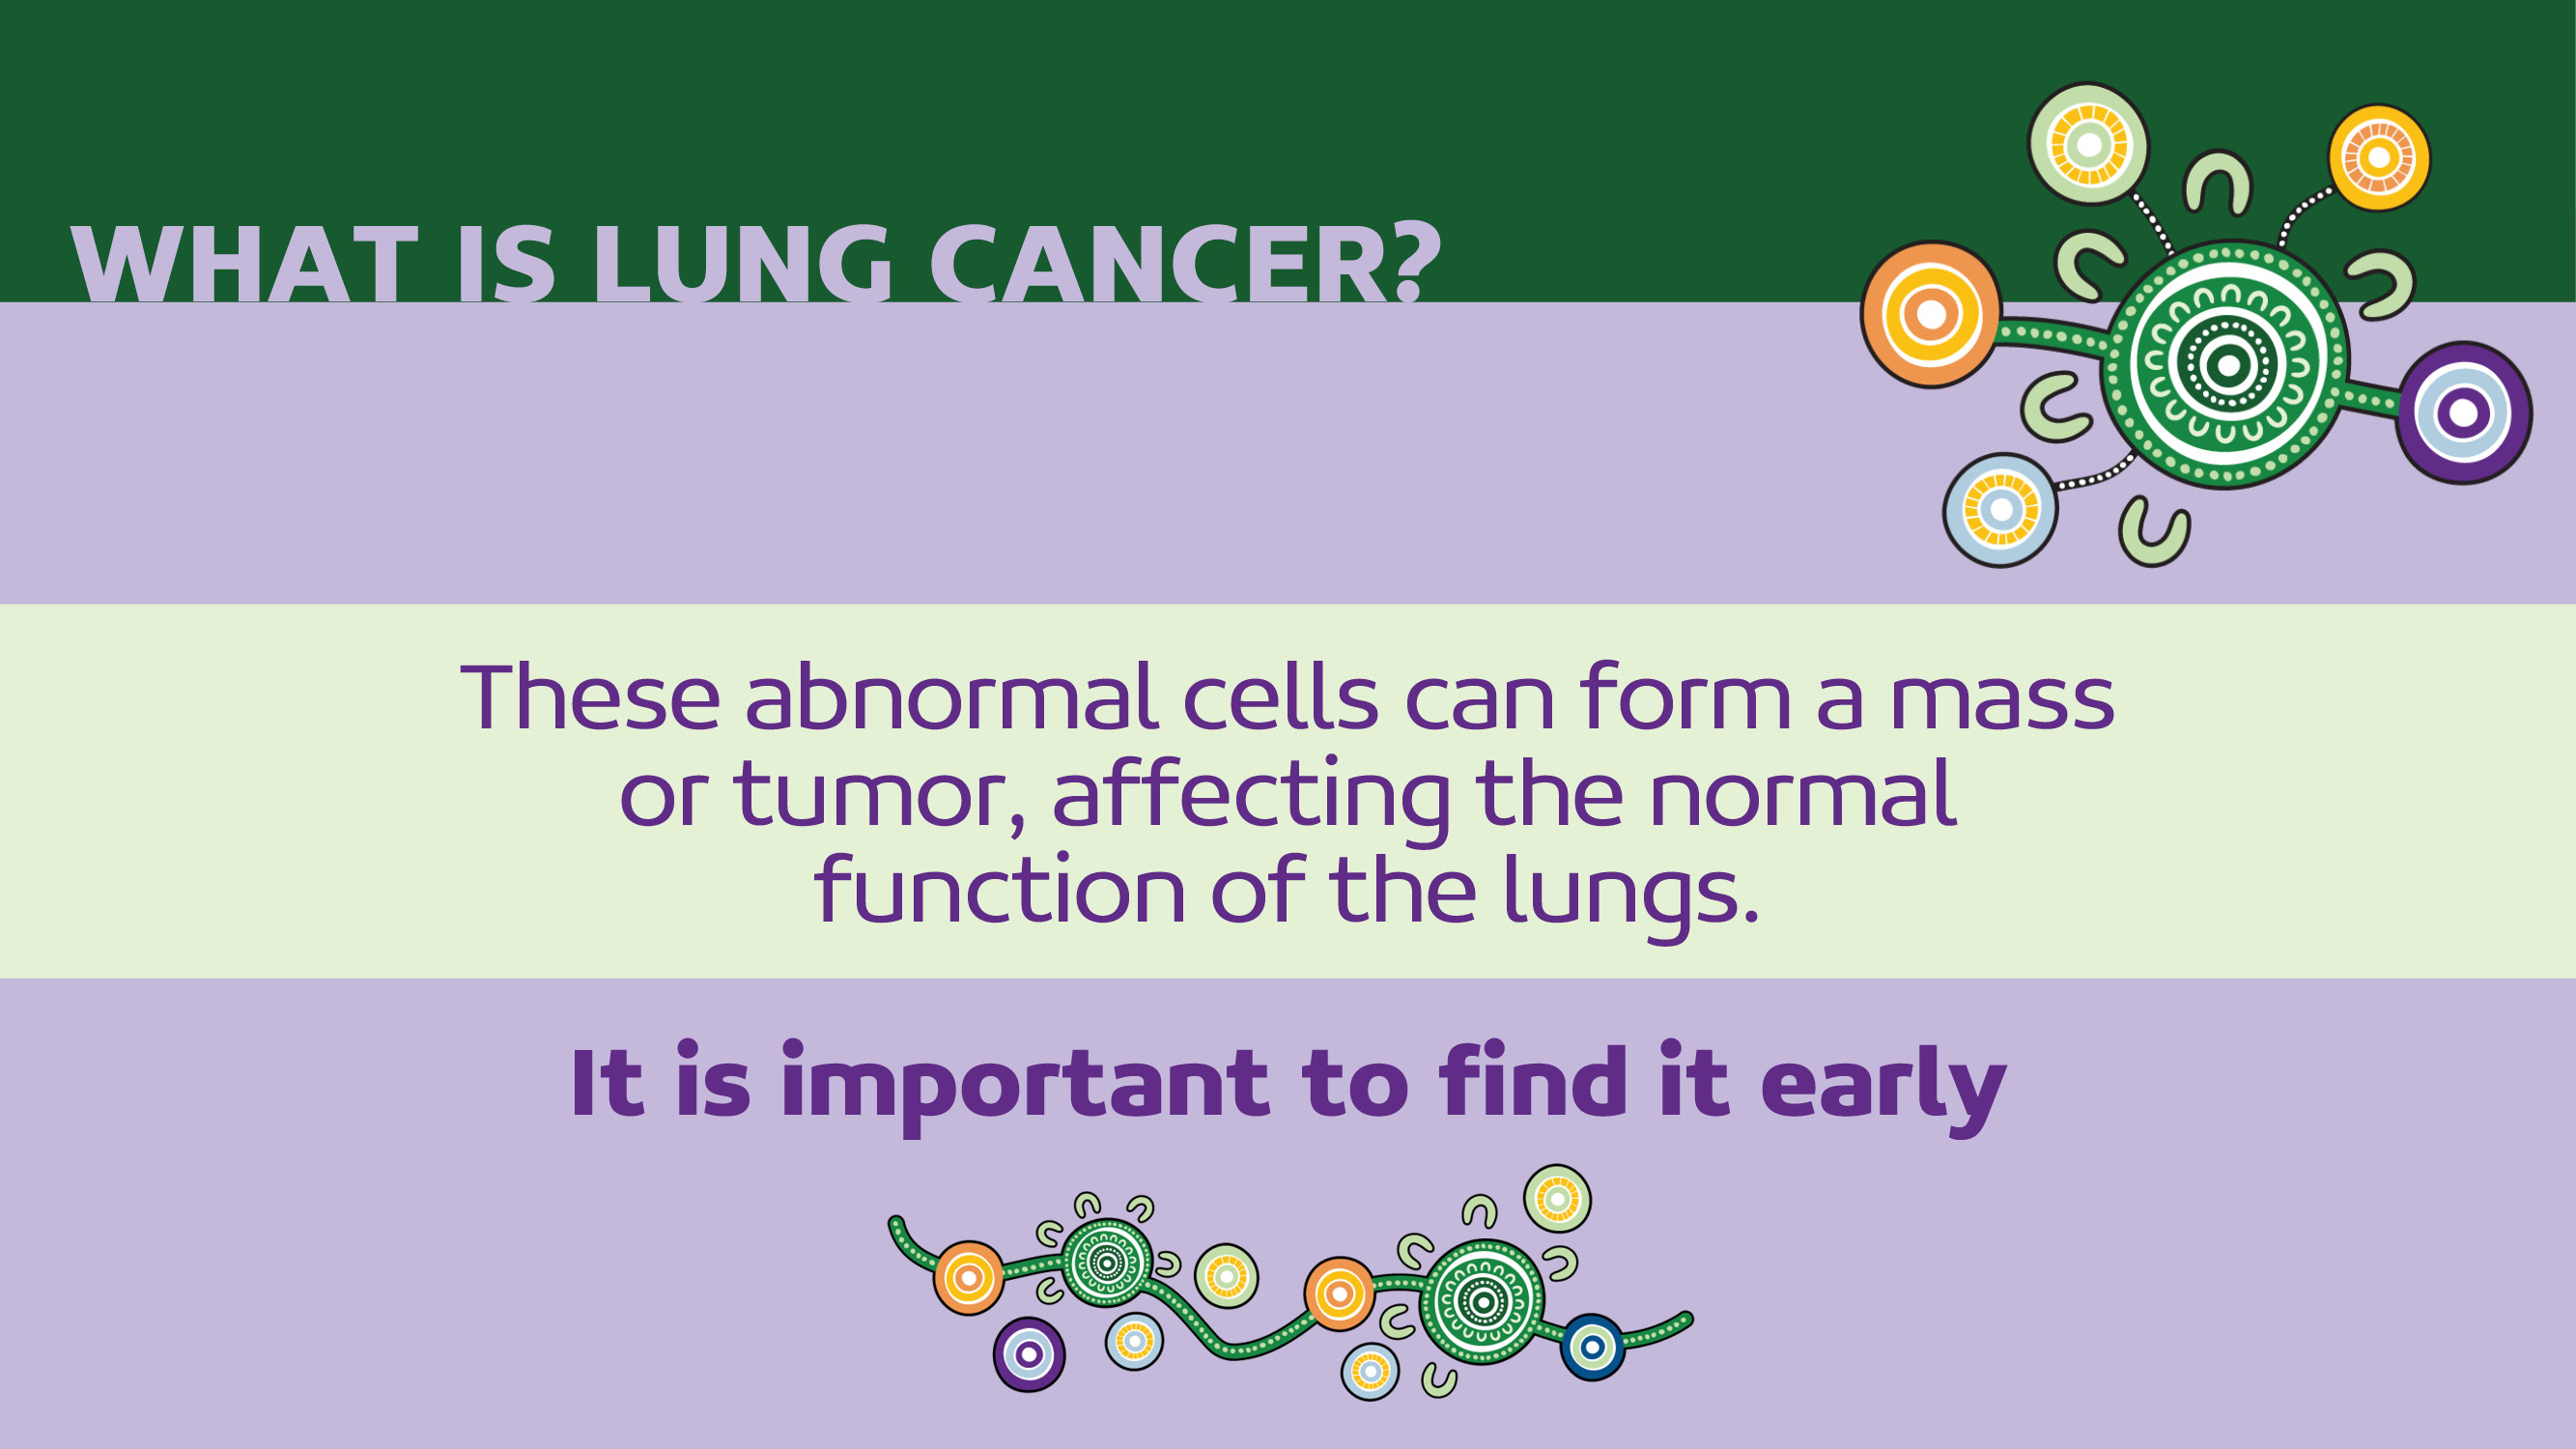 WHAT IS LUNG CANCER?
These abnormal cells can form a mass
or tumor, affecting the normal
function of the lungs.
It is important to find it early